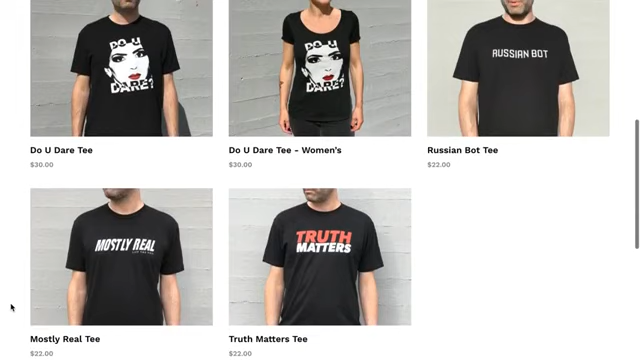 DO U
DARE?
DO U
DARE?
RUSSIAN BOT
Do U Dare Tee
$30.00
Do U Dare Tee - Women's
$30.00
Russian Bot Tee
$22.00
MOSTLY REAL
TRUTH
MATTERS
Mostly Real Tee
$22.00
Truth Matters Tee
$22.00